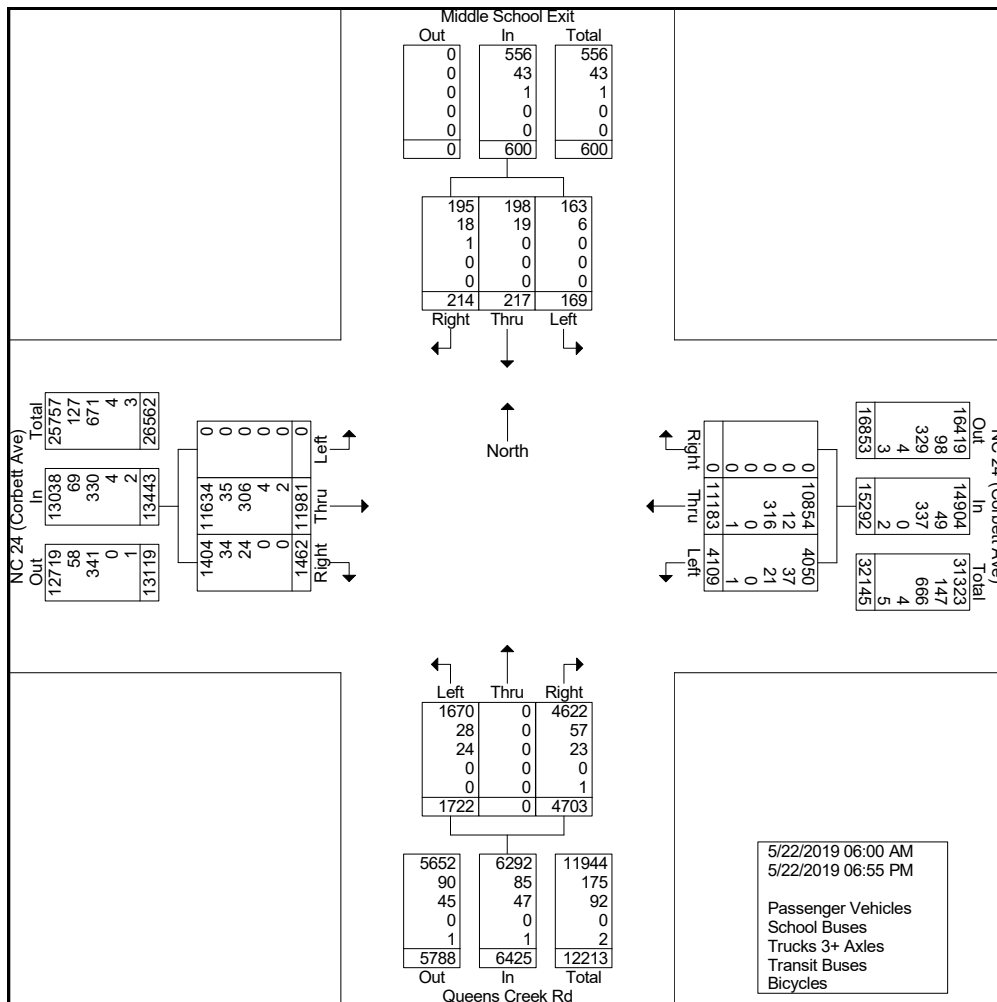 Middle School Exit
Out In Total
0 556 556
0 43 43
0 1 1
0 0 0
0 0 0
0 600 600
195 198 163
18 19 6
1 0 0
0 0 0
0 0 0
214 217 169
Right Thru Left
North
NC 24 (Corbett Ave)
Out In Total
12719 13038 25757
58 69 127
341 330 671
0 4 4
1 2 3
13119 13443 26562
1404 11634 0
34 35 0
24 306 0
0 4 0
0 2 0
1462 11981 0
Right Thru Left
NC 24 (Corbett Ave)
Out In Total
16419 14904 31323
98 49 147
329 337 666
4 0 4
3 2 5
16853 15292 32145
0 10854 4050
0 12 37
0 316 21
0 0 0
0 1 1
0 11183 4109
Right Thru Left
Left Thru Right
1670 0 4622
28 0 57
24 0 23
0 0 0
0 0 1
1722 0 4703
5652 6292 11944
90 85 175
45 47 92
0 0 0
1 1 2
5788 6425 12213
Out In Total
Queens Creek Rd
5/22/2019 06:00 AM
5/22/2019 06:55 PM
Passenger Vehicles
School Buses
Trucks 3+ Axles
Transit Buses
Bicycles